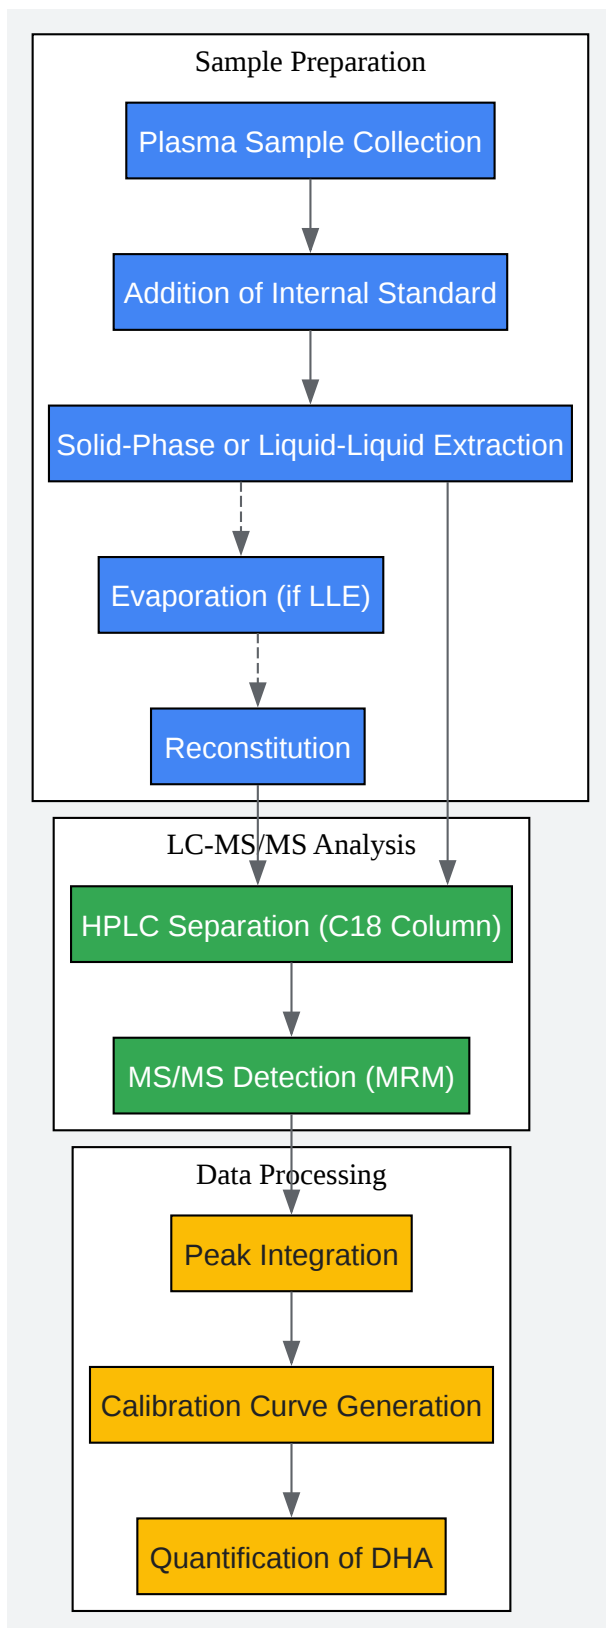 Sample Preparation
Plasma Sample Collection
Addition of Internal Standard
Solid-Phase or Liquid-Liquid Extraction
Evaporation (if LLE)
Reconstitution
LC-MS/MS Analysis
HPLC Separation (C18 Column)
MS/MS Detection (MRM)
Data Processing
Peak Integration
Calibration Curve Generation
Quantification of DHA